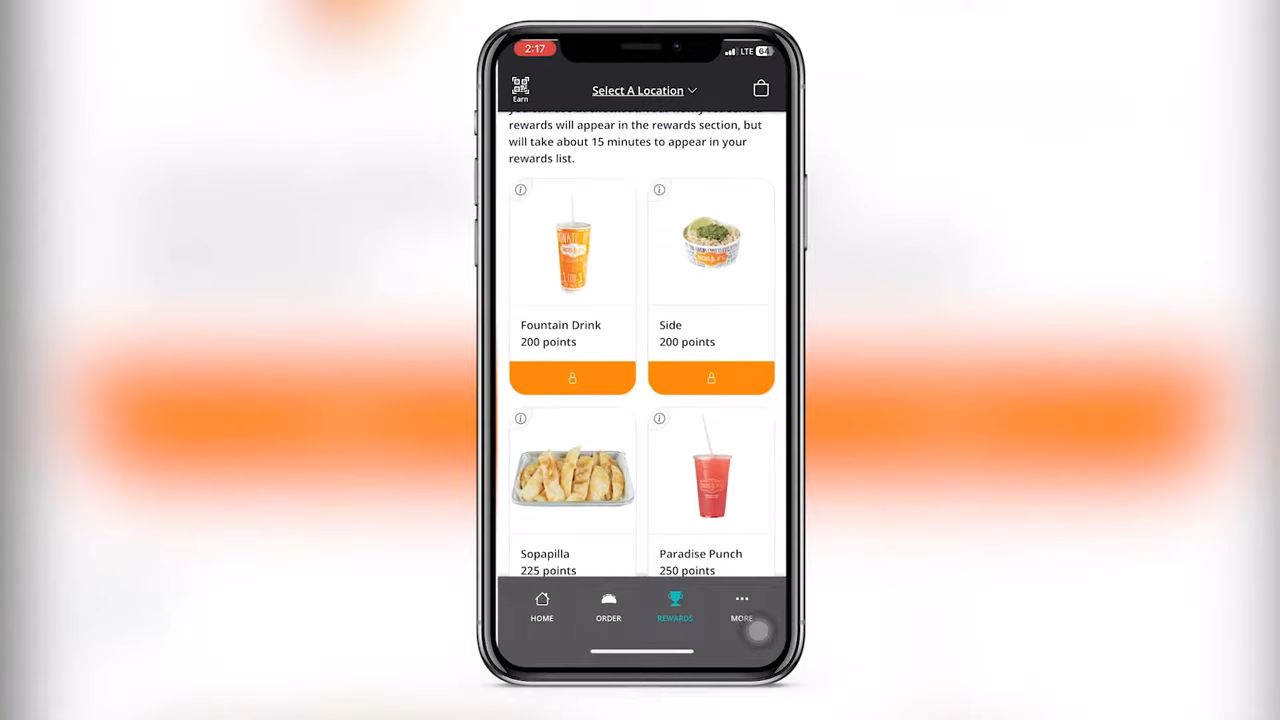 2:17
LTE 64
Earn
Select A Location
rewards will appear in the rewards section, but
will take about 15 minutes to appear in your
rewards list.
Fountain Drink
200 points
Side
200 points
Sopapilla
225 points
Paradise Punch
250 points
HOME
ORDER
REWARDS
MORE